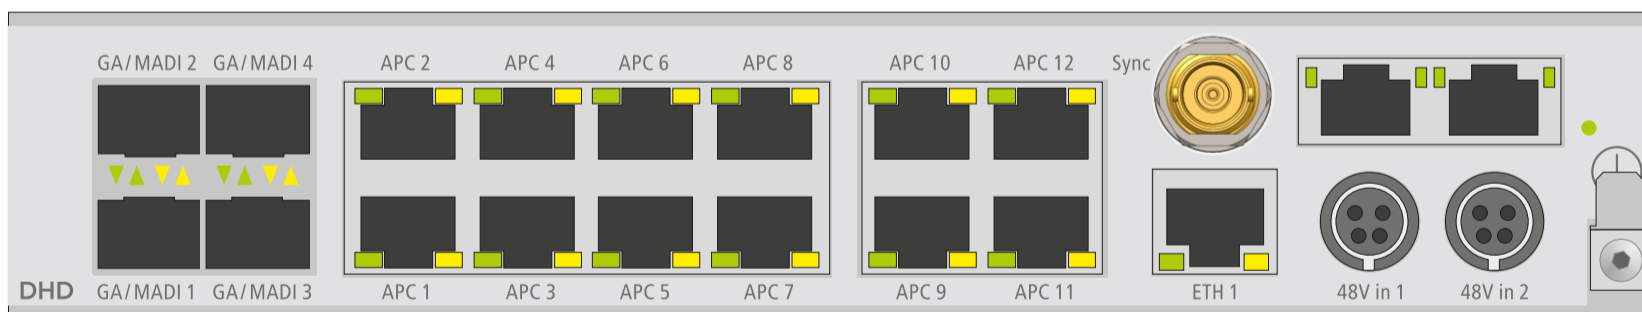 GA/MADI 2 GA/MADI 4 APC 2 APC 4 APC 6 APC 8 APC 10 APC 12 Sync
DHD GA/MADI 1 GA/MADI 3 APC 1 APC 3 APC 5 APC 7 APC 9 APC 11 ETH 1 48V in 1 48V in 2